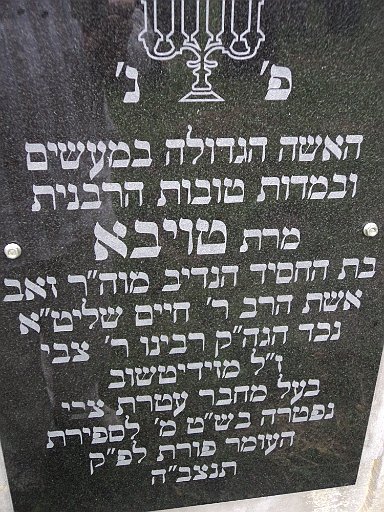 פ׳ נ׳
האשה הגדולה במעשים
ובמדות טובות הרבנית
מרת טויבא
בת החסיד הנדיב מוה״ר זאב
אשת הרב ר׳ חיים שליט״א
נכד הגה״ק רבינו ר׳ צבי
ז״ל מזידיטשוב
בעל מחבר עטרת צבי
נפטרה בש״ט מ׳ לספירת
העומר פורת לפ״ק
תנצב״ה